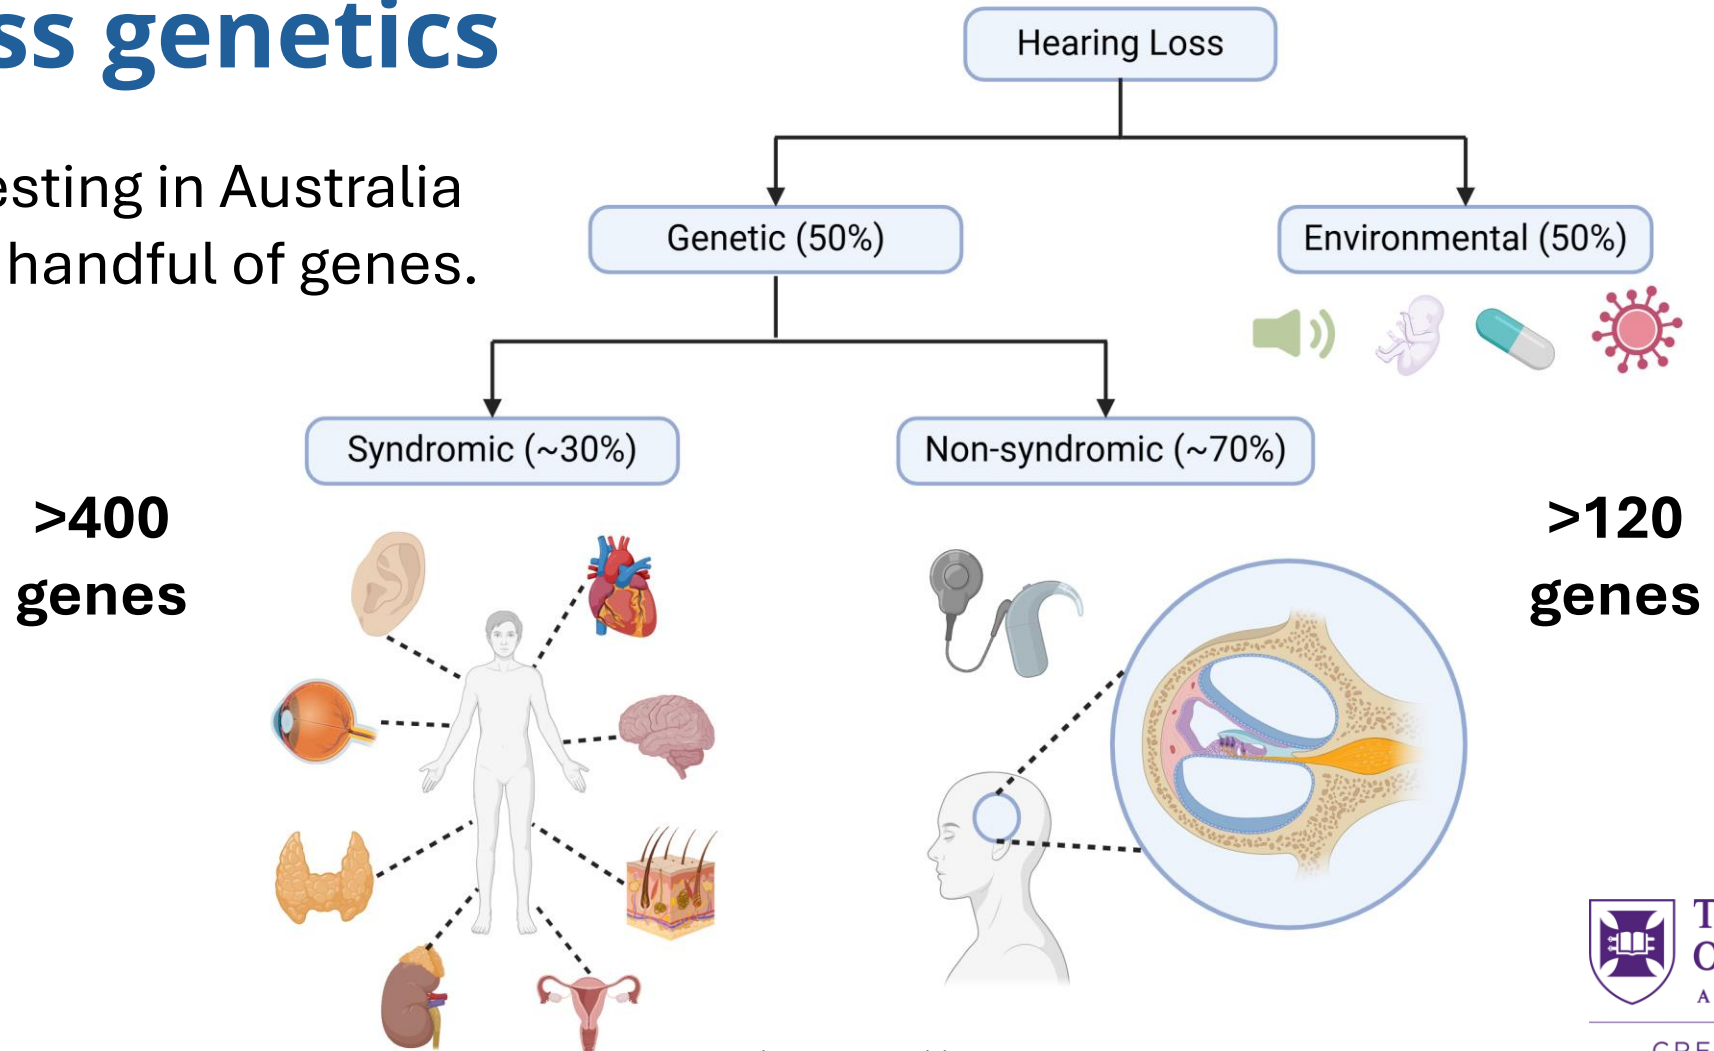 ss genetics
esting in Australia
handful of genes.
Hearing Loss
Genetic (50%)
Environmental (50%)
Syndromic (~30%)
Non-syndromic (~70%)
>400
genes
>120
genes
T
O
A
CRE